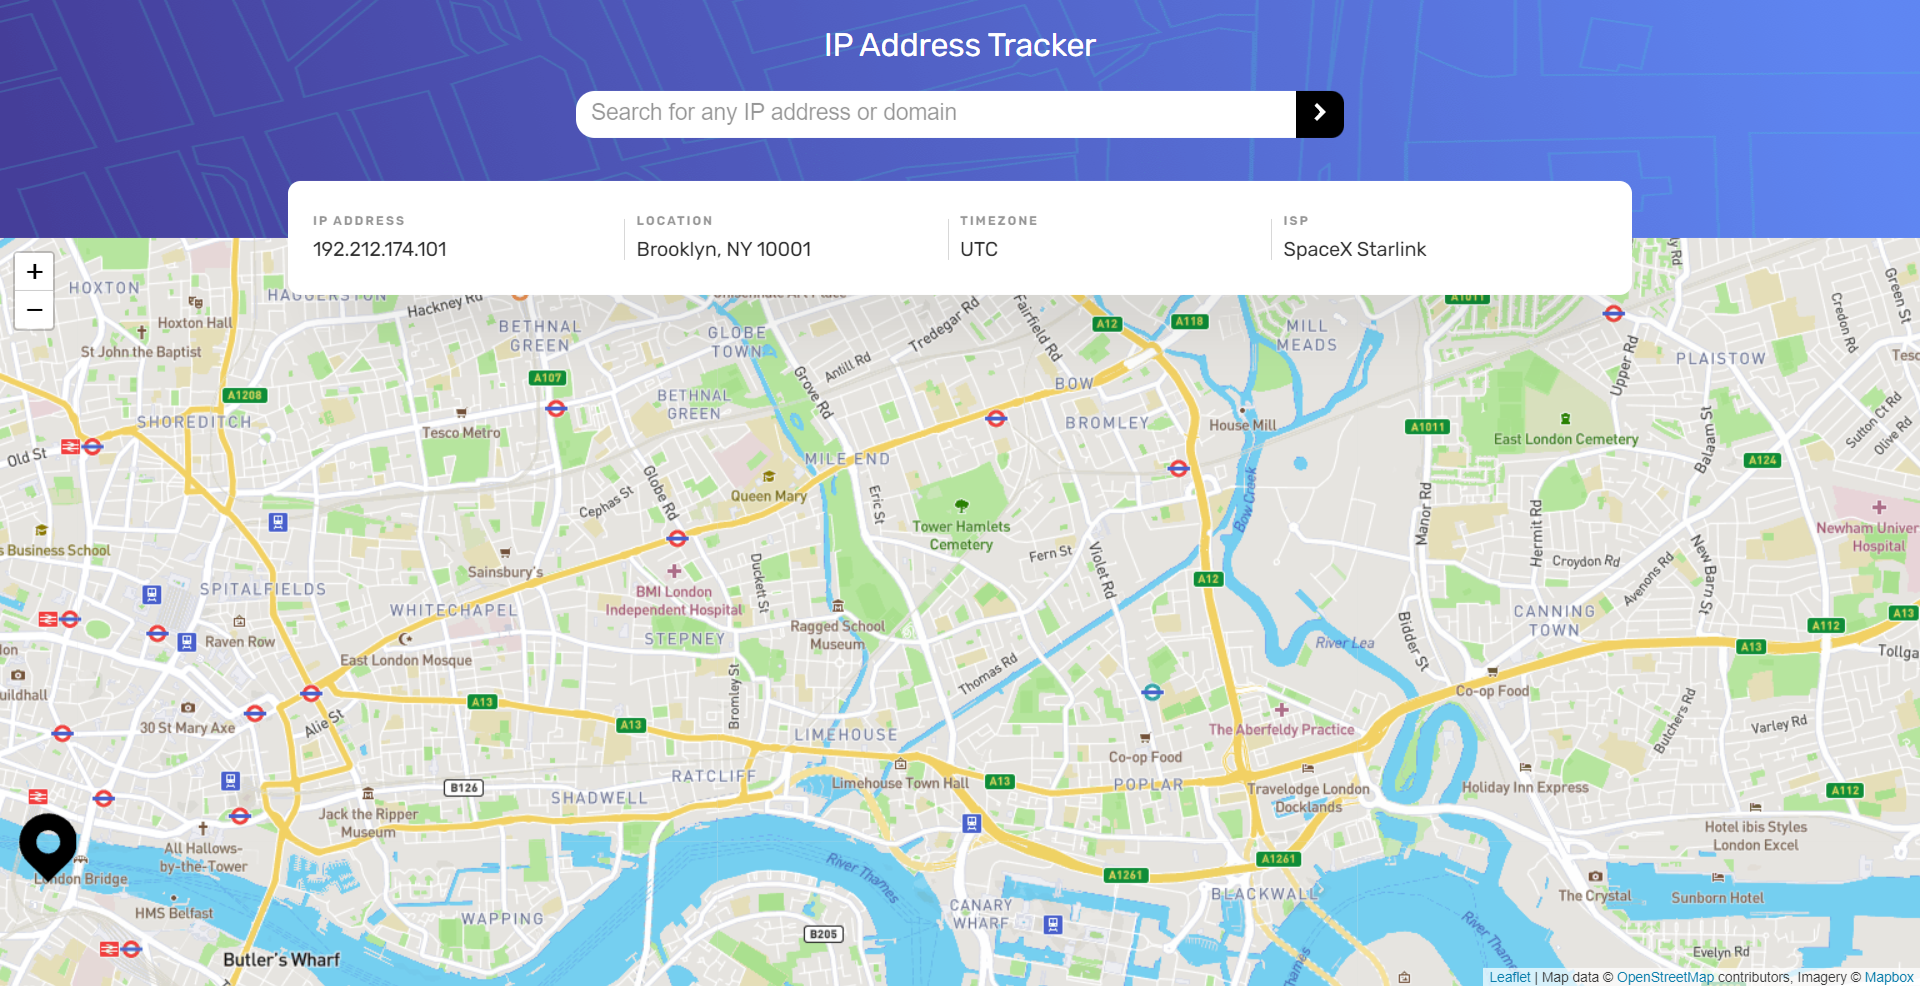 IP Address Tracker
Search for any IP address or domain
IP ADDRESS
192.212.174.101
LOCATION
Brooklyn, NY 10001
TIMEZONE
UTC
ISP
SpaceX Starlink
+
−
HOXTON
HAGGERSTON
Hackney Rd
Hoxton Hall
St John the Baptist
BETHNAL
GREEN
GLOBE
TOWN
Antill Rd
Tredegar Rd
Fairfield Rd
A12
A118
MILL
MEADS
A1011
Upper Rd
PLAISTOW
Credon Rd
Green St
A1208
A107
SHOREDITCH
Old St
Tesco Metro
BETHNAL
GREEN
Grove Rd
BOW
BROMLEY
House Mill
A1011
East London Cemetery
Balaam St
A124
Sutton Ct Rd
Olive Rd
MILE END
Queen Mary
Globe Rd
Cephas St
Eric St
Tower Hamlets
Cemetery
Fern St
Violet Rd
Bow Creek
Manor Rd
Hermit Rd
Croydon Rd
Avenons Rd
New Barn St
Newham Univer
Hospital
s Business School
Sainsbury's
SPITALFIELDS
WHITECHAPEL
BMI London
Independent Hospital
STEPNEY
Duckett St
Ragged School
Museum
A12
River Lea
Bidder St
CANNING
TOWN
A112
A13
A13
Tollga
Raven Row
East London Mosque
uildhall
30 St Mary Axe
Alie St
A13
A13
Bromley St
Thomas Rd
LIMEHOUSE
The Aberfeldy Practice
Co-op Food
Butchers Rd
Varley Rd
RATCLIFF
Limehouse Town Hall
A13
Co-op Food
POPLAR
Travelodge London
Docklands
Holiday Inn Express
A112
B126
SHADWELL
Jack the Ripper
Museum
All Hallows-
by-the-Tower
London Bridge
HMS Belfast
WAPPING
River Thames
A1261
A1261
BLACKWALL
Hotel ibis Styles
London Excel
The Crystal
Sunborn Hotel
CANARY
WHARF
B205
Butler's Wharf
Evelyn Rd
Leaflet | Map data © OpenStreetMap contributors, Imagery © Mapbox